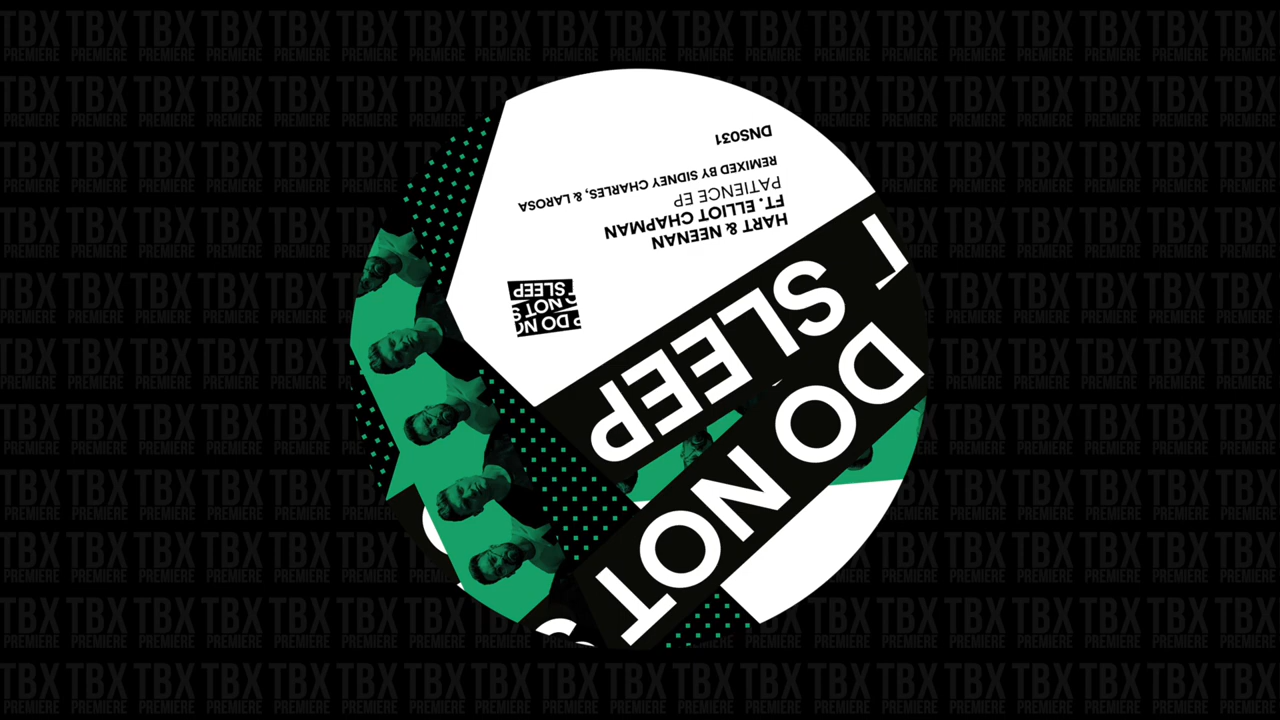 HART & NEENAN
FT. ELLIOT CHAPMAN
PATIENCE EP
REMIXED BY SIDNEY CHARLES, & LAROSA
DNS031
DO NOT
SLEEP
P DO NO
O NOT S
SLEEP
TBX
PREMIERE